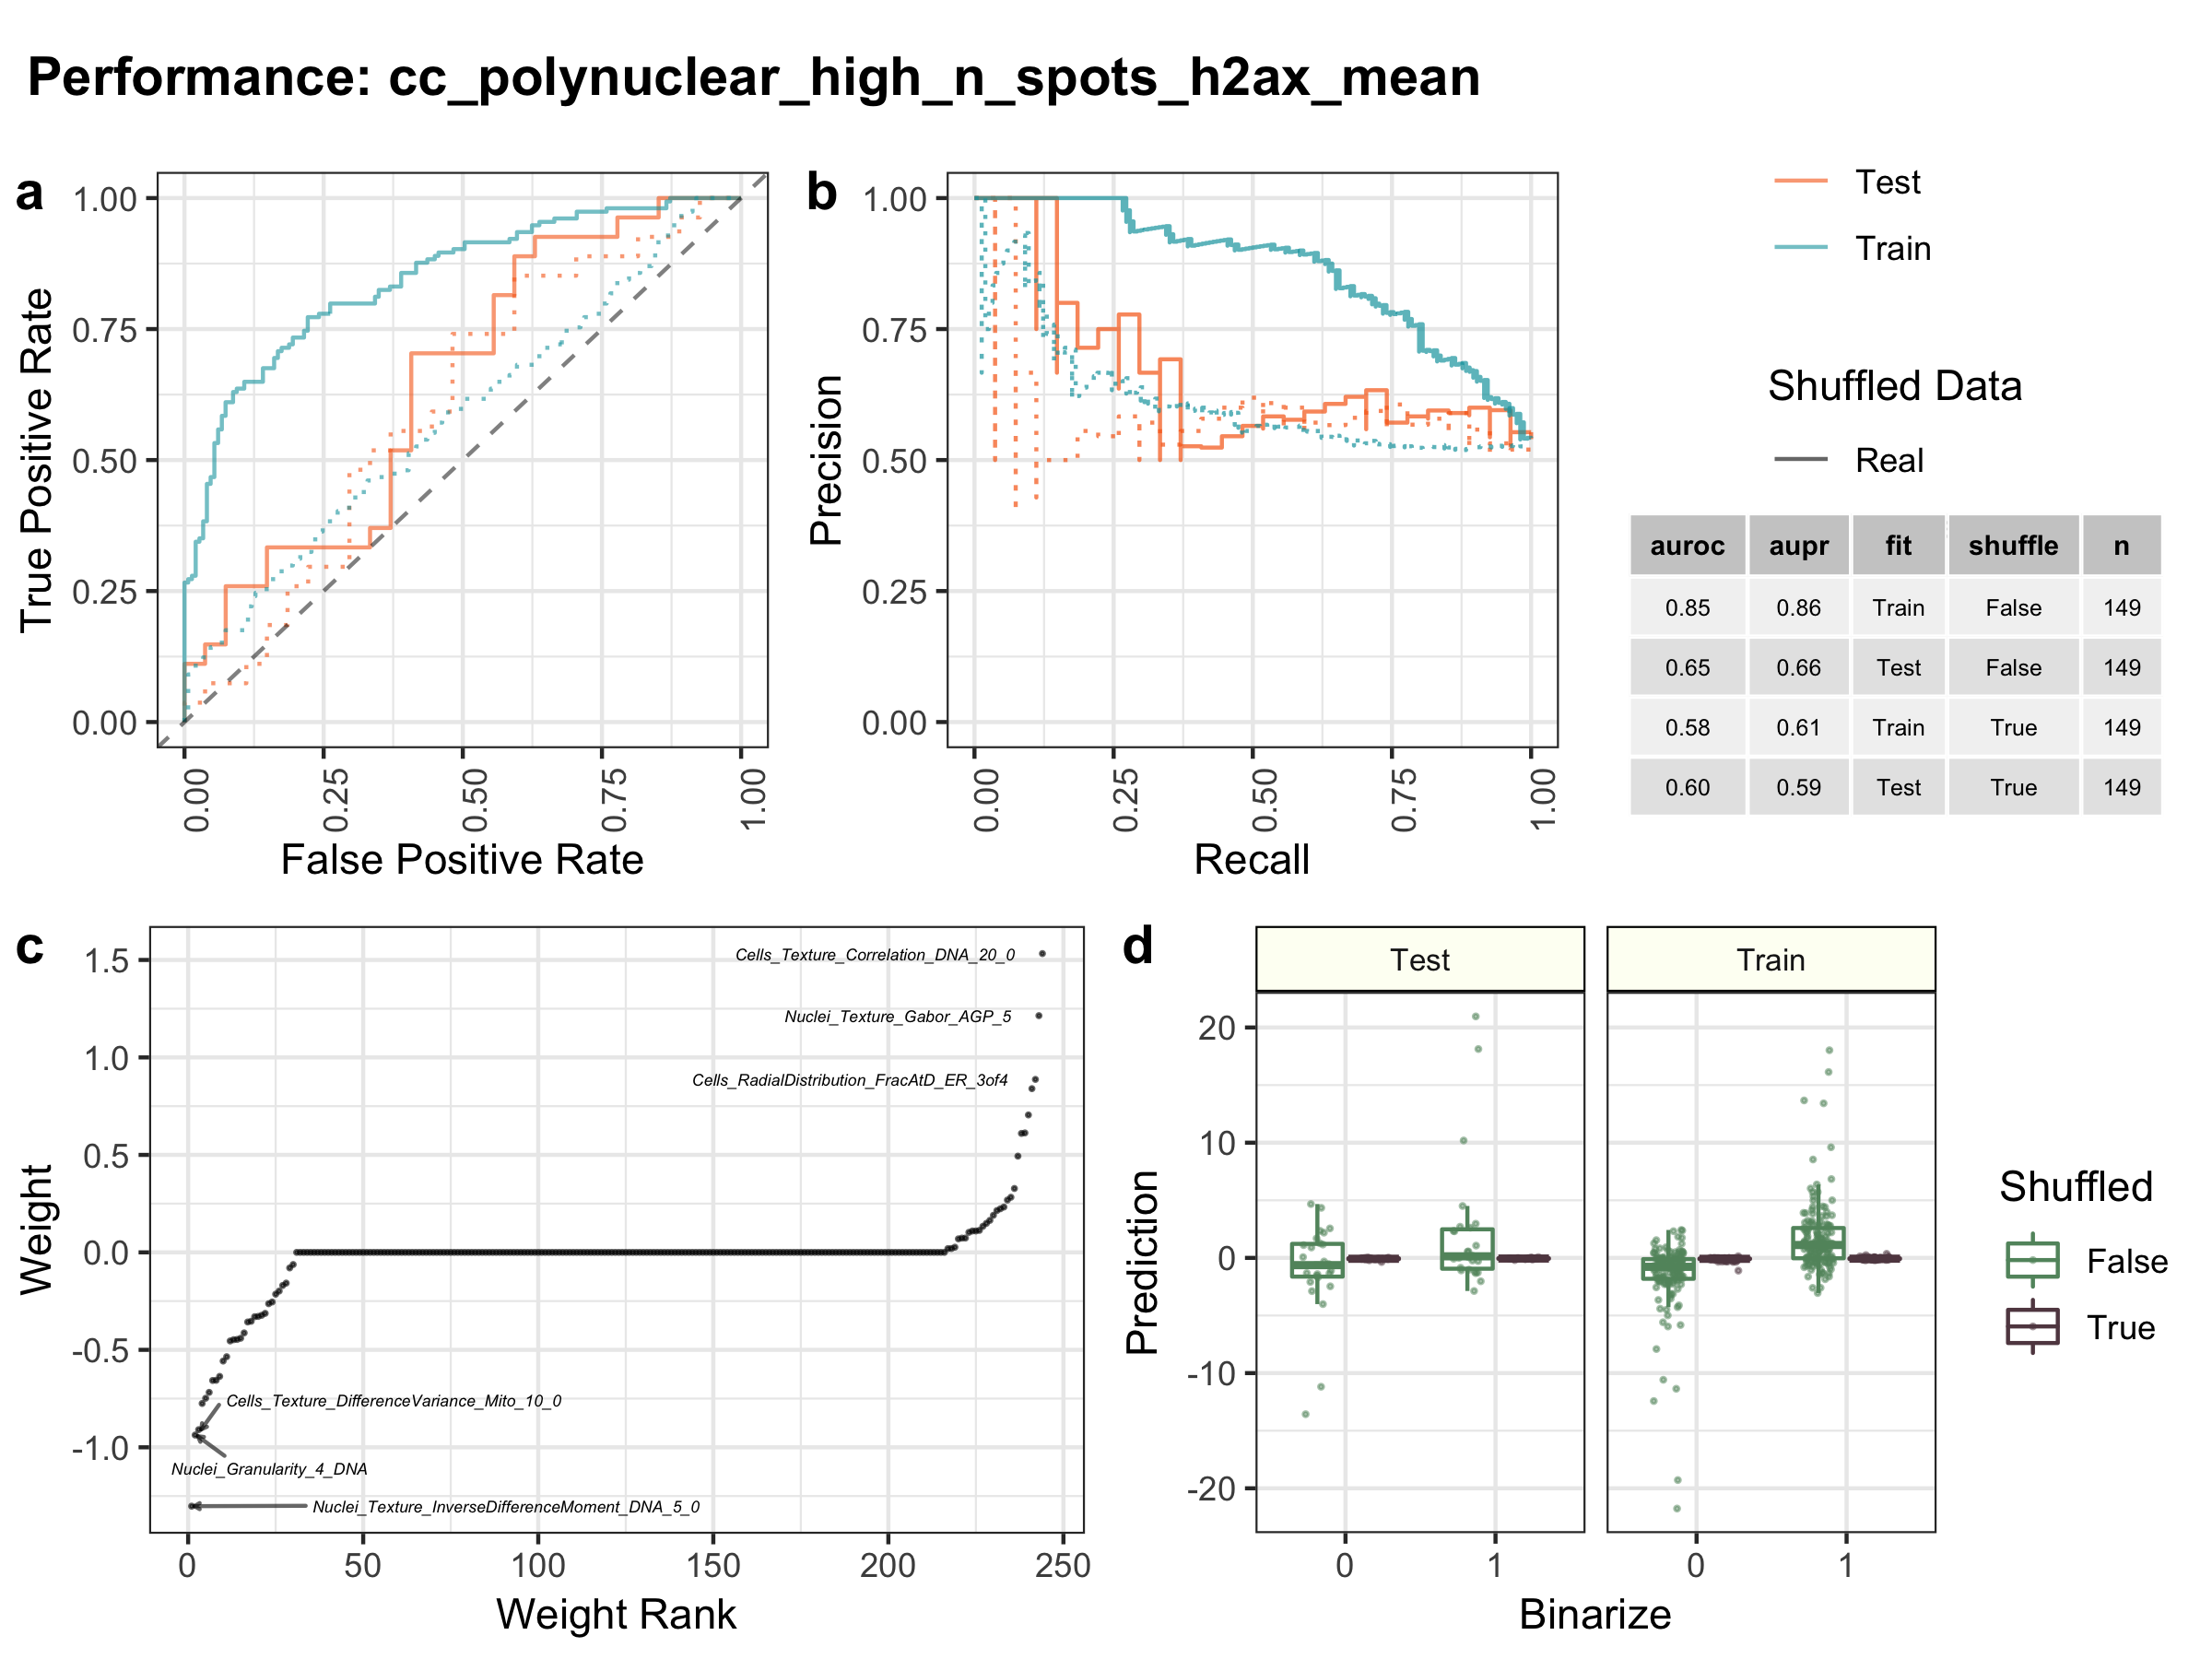 Performance: cc_polynuclear_high_n_spots_h2ax_mean
a
1.00
0.75
0.50
0.25
0.00
True Positive Rate
0.00
0.25
0.50
0.75
1.00
False Positive Rate
b
1.00
0.75
0.50
0.25
0.00
Precision
0.00
0.25
0.50
0.75
1.00
Recall
Test
Train
Shuffled Data
Real
auroc aupr fit shuffle n
0.85 0.86 Train False 149
0.65 0.66 Test False 149
0.58 0.61 Train True 149
0.60 0.59 Test True 149
c
1.5
1.0
0.5
0.0
-0.5
-1.0
Weight
Cells_Texture_Correlation_DNA_20_0
Nuclei_Texture_Gabor_AGP_5
Cells_RadialDistribution_FracAtD_ER_3of4
Cells_Texture_DifferenceVariance_Mito_10_0
Nuclei_Granularity_4_DNA
Nuclei_Texture_InverseDifferenceMoment_DNA_5_0
0 50 100 150 200 250
Weight Rank
d
Test Train
20
10
0
-10
-20
Prediction
0 1 0 1
Binarize
Shuffled
False
True